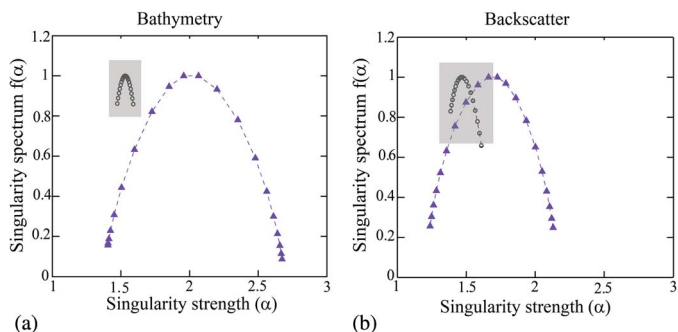 Bathymetry
1.2
1
0.8
0.6
0.4
0.2
0
Singularity spectrum f(α)
1 1.5 2 2.5 3
Singularity strength (α)
(a)
Backscatter
1.2
1
0.8
0.6
0.4
0.2
0
Singularity spectrum f(α)
1 1.5 2 2.5 3
Singularity strength (α)
(b)